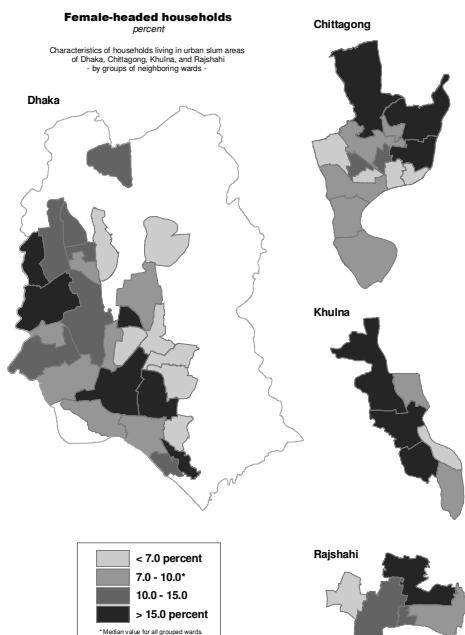 Female-headed households
percent
Characteristics of households living in urban slum areas
of Dhaka, Chittagong, Khulna, and Rajshahi
- by groups of neighboring wards -
Dhaka
Chittagong
Khulna
Rajshahi
< 7.0 percent
7.0 - 10.0*
10.0 - 15.0
> 15.0 percent
* Median value for all grouped wards.